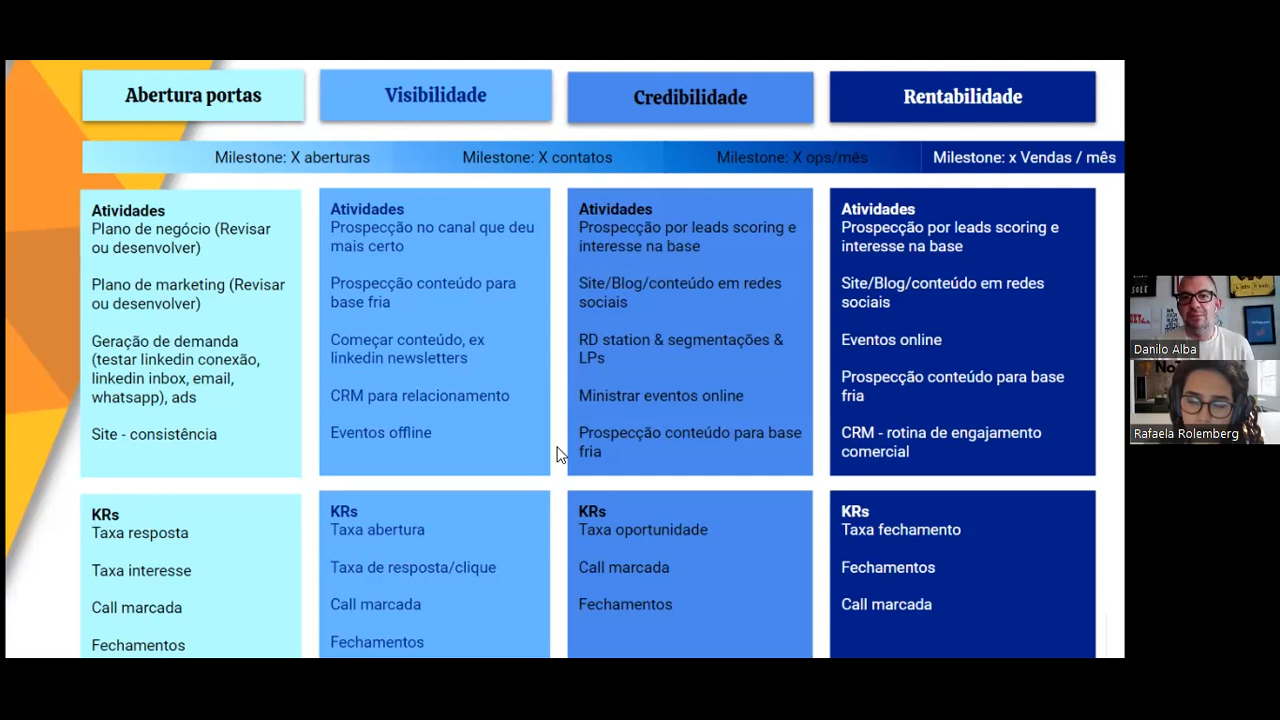 Abertura portas
Visibilidade
Credibilidade
Rentabilidade
Milestone: X aberturas
Milestone: X contatos
Milestone: X ops/mês
Milestone: x Vendas / mês
Atividades
Plano de negócio (Revisar
ou desenvolver)
Plano de marketing (Revisar
ou desenvolver)
Geração de demanda
(testar linkedin conexão,
linkedin inbox, email,
whatsapp), ads
Site - consistência
Atividades
Prospecção no canal que deu
mais certo
Prospecção conteúdo para
base fria
Começar conteúdo, ex
linkedin newsletters
CRM para relacionamento
Eventos offline
Atividades
Prospecção por leads scoring e
interesse na base
Site/Blog/conteúdo em redes
sociais
RD station & segmentações &
LPs
Ministrar eventos online
Prospecção conteúdo para base
fria
Atividades
Prospecção por leads scoring e
interesse na base
Site/Blog/conteúdo em redes
sociais
Eventos online
Prospecção conteúdo para base
fria
CRM - rotina de engajamento
comercial
KRs
Taxa resposta
Taxa interesse
Call marcada
Fechamentos
KRs
Taxa abertura
Taxa de resposta/clique
Call marcada
Fechamentos
KRs
Taxa oportunidade
Call marcada
Fechamentos
KRs
Taxa fechamento
Fechamentos
Call marcada
SOLE
Danilo Alba
No
Rafaela Rolemberg